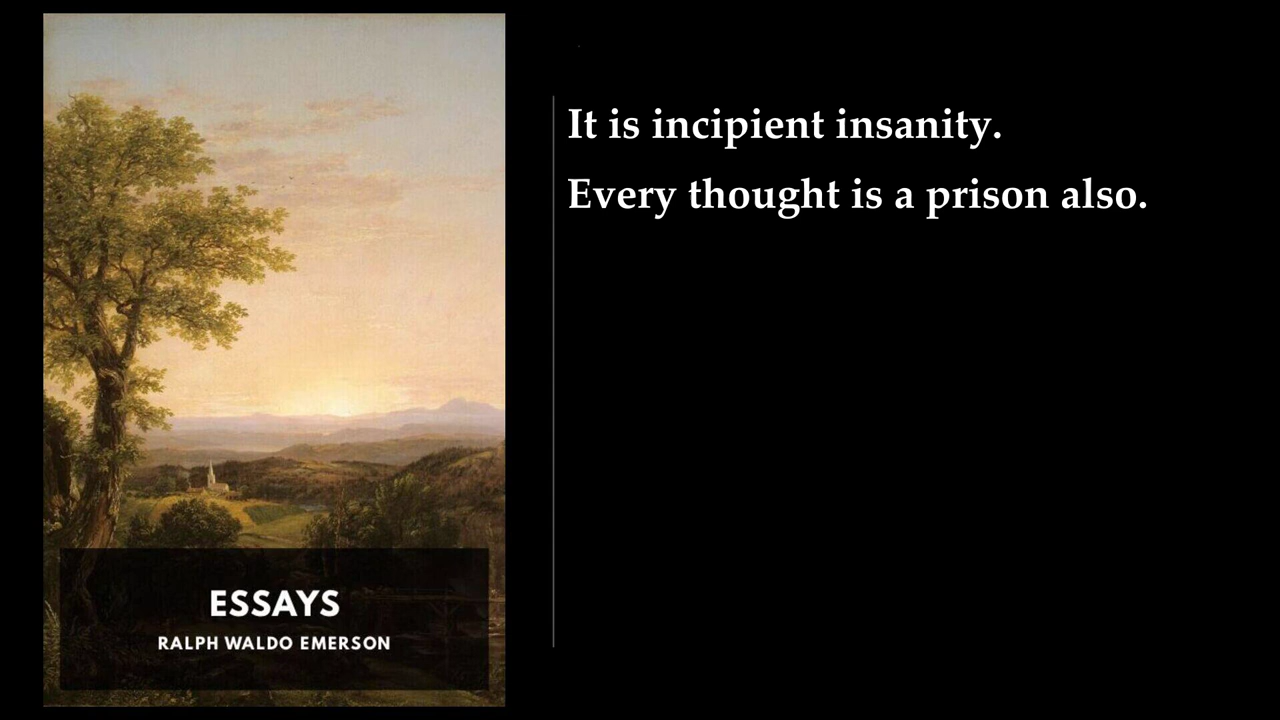 It is incipient insanity.
Every thought is a prison also.
ESSAYS
RALPH WALDO EMERSON